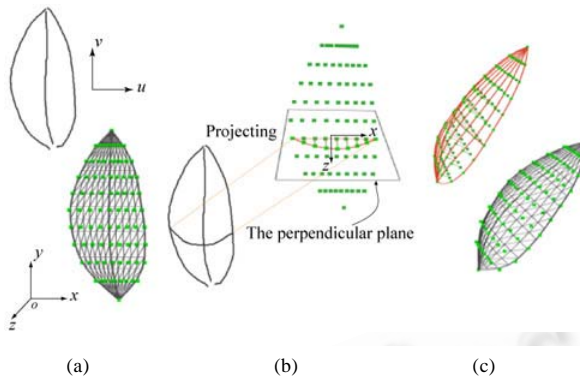 v
u
Projecting
x
z
The perpendicular plane
y
o
x
z
(a)
(b)
(c)